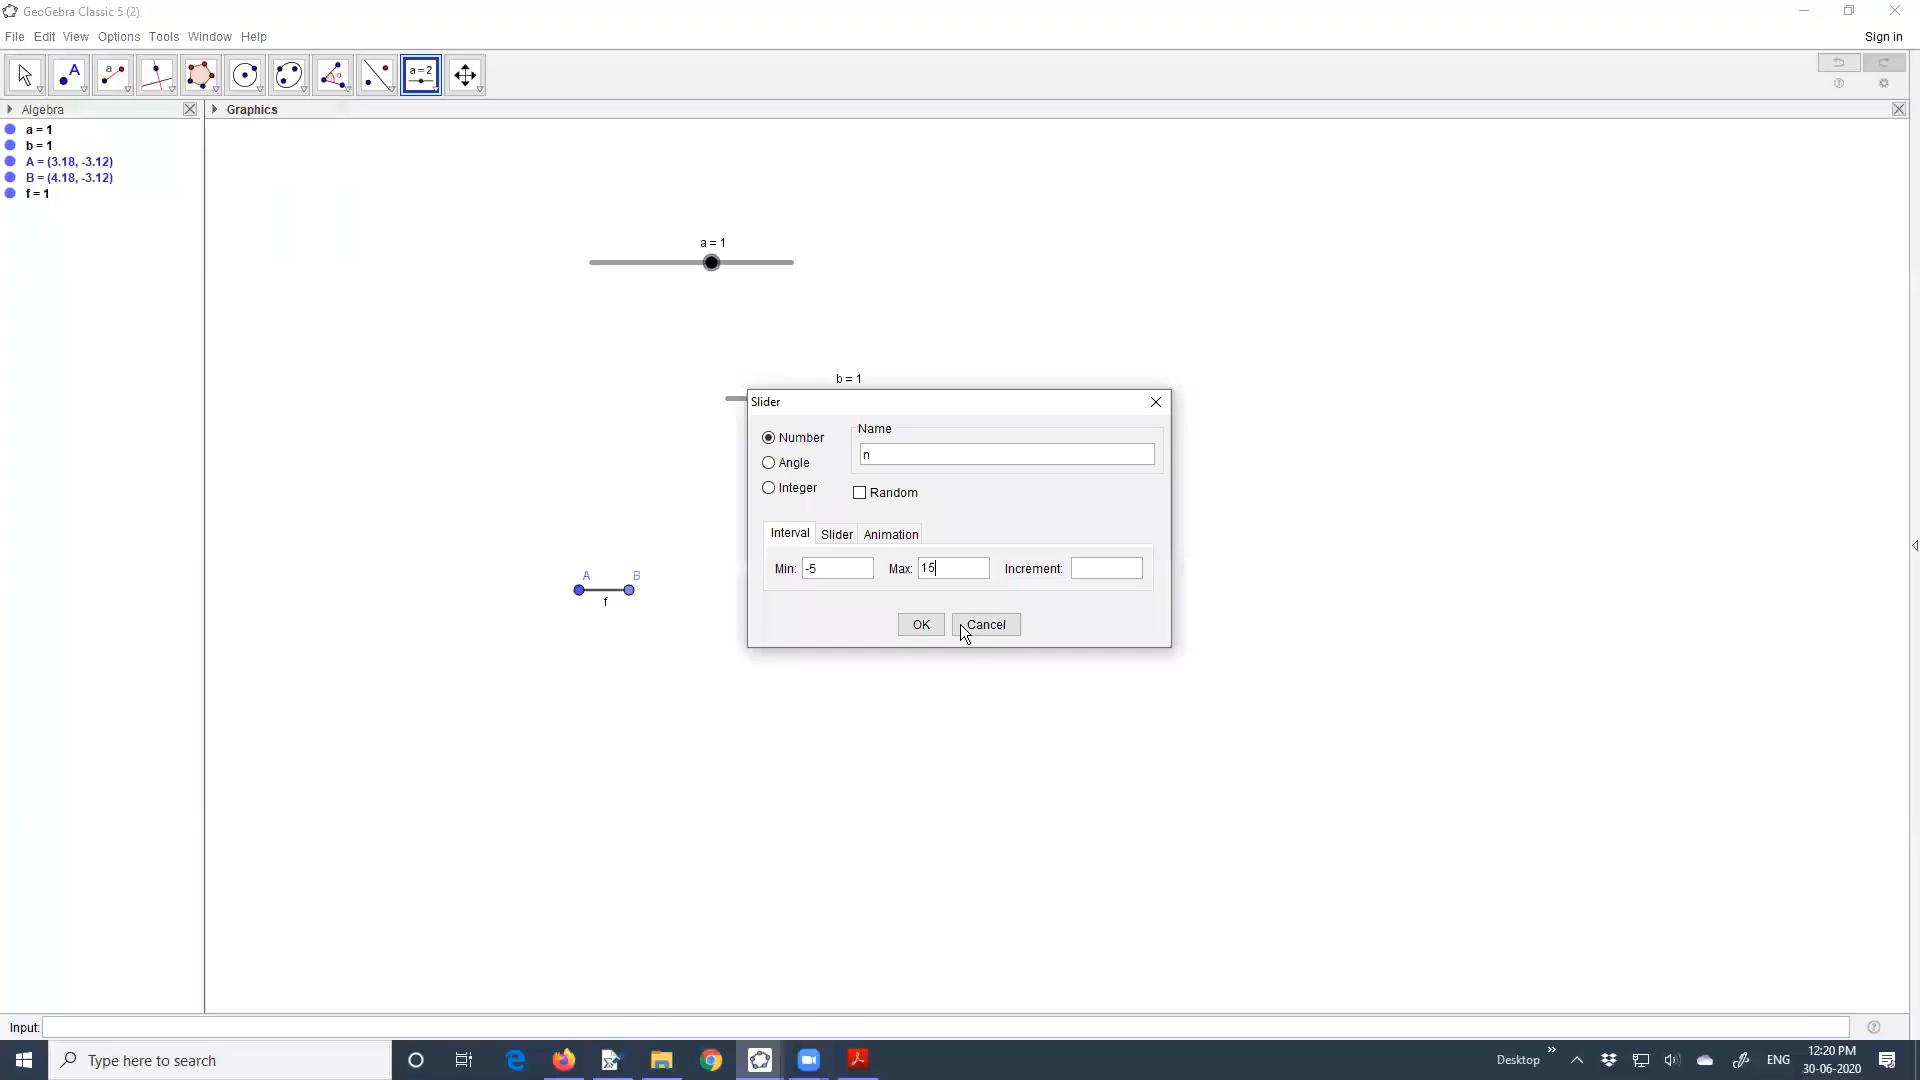 GeoGebra Classic 5 (2)
File Edit View Options Tools Window Help
Sign in
A
a
α
a = 2
Algebra
Graphics
a = 1
b = 1
A = (3.18, -3.12)
B = (4.18, -3.12)
f = 1
a = 1
b = 1
Slider
Number
Angle
Integer
Name
n
Random
Interval Slider Animation
Min: -5 Max: 15 Increment:
OK Cancel
A B
f
Input:
Type here to search
Desktop
ENG
12:20 PM
30-06-2020